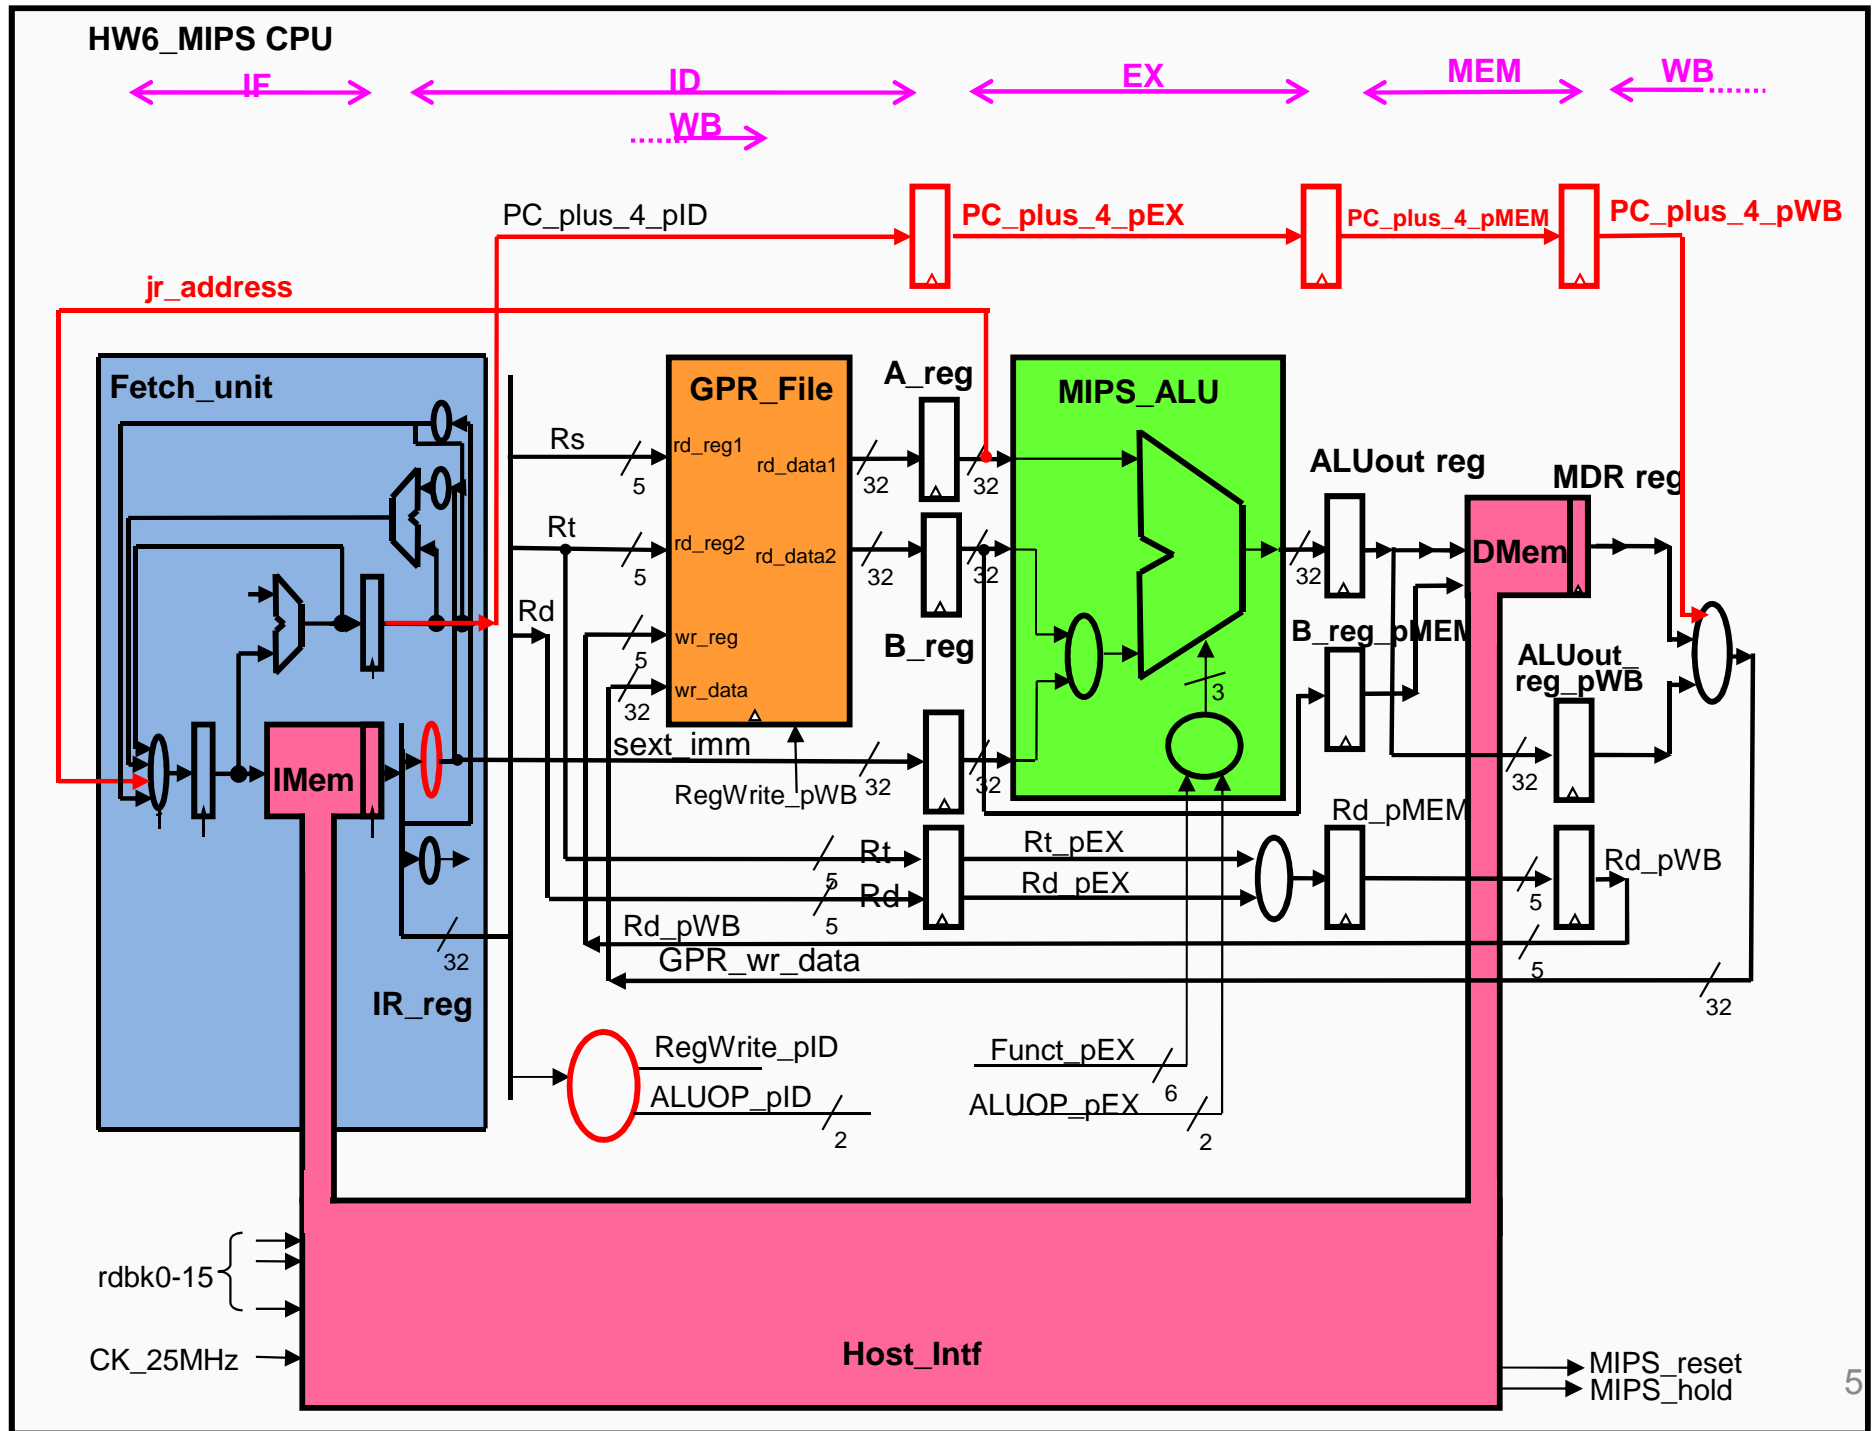 HW6_MIPS CPU
IF
ID
EX
MEM
WB
WB
PC_plus_4_pID
PC_plus_4_pEX
PC_plus_4_pMEM
PC_plus_4_pWB
jr_address
Fetch_unit
GPR_File
A_reg
MIPS_ALU
Rs
rd_reg1
rd_data1
5
32
32
ALUout reg
MDR reg
Rt
rd_reg2
rd_data2
5
32
32
32
DMem
Rd
wr_reg
B_reg
B_reg_pMEM
5
ALUout_
reg_pWB
wr_data
32
3
sext_imm
IMem
RegWrite_pWB
32
32
32
Rd_pMEM
Rt
Rt_pEX
Rd_pWB
5
Rd
Rd_pEX
5
5
Rd_pWB
GPR_wr_data
32
5
32
IR_reg
RegWrite_pID
Funct_pEX
6
ALUOP_pID
ALUOP_pEX
2
2
rdbk0-15
CK_25MHz
Host_Intf
MIPS_reset
MIPS_hold
5